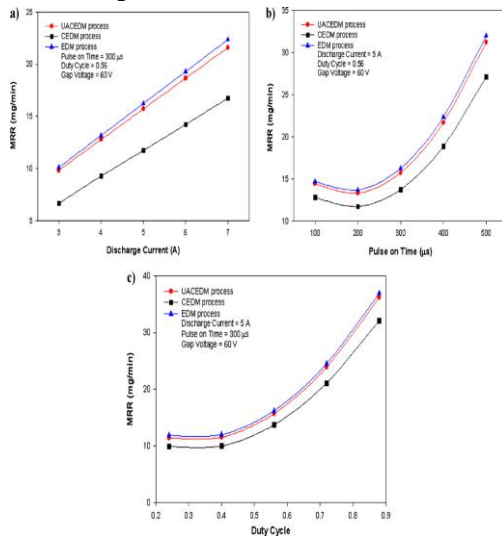 a)
UACEDM process
CEDM process
EDM process
Pulse on Time = 300 µs
Duty Cycle = 0.56
Gap Voltage = 60 V
MRR (mg/min)
25
20
15
10
5
3 4 5 6 7
Discharge Current (A)
b)
UACEDM process
CEDM process
EDM process
Discharge Current = 5 A
Duty Cycle = 0.56
Gap Voltage = 60 V
MRR (mg/min)
35
30
25
20
15
10
100 200 300 400 500
Pulse on Time (µs)
c)
UACEDM process
CEDM process
EDM process
Discharge Current = 5 A
Pulse on Time = 300 µs
Gap Voltage = 60 V
MRR (mg/min)
40
30
20
10
0
0.2 0.3 0.4 0.5 0.6 0.7 0.8 0.9
Duty Cycle